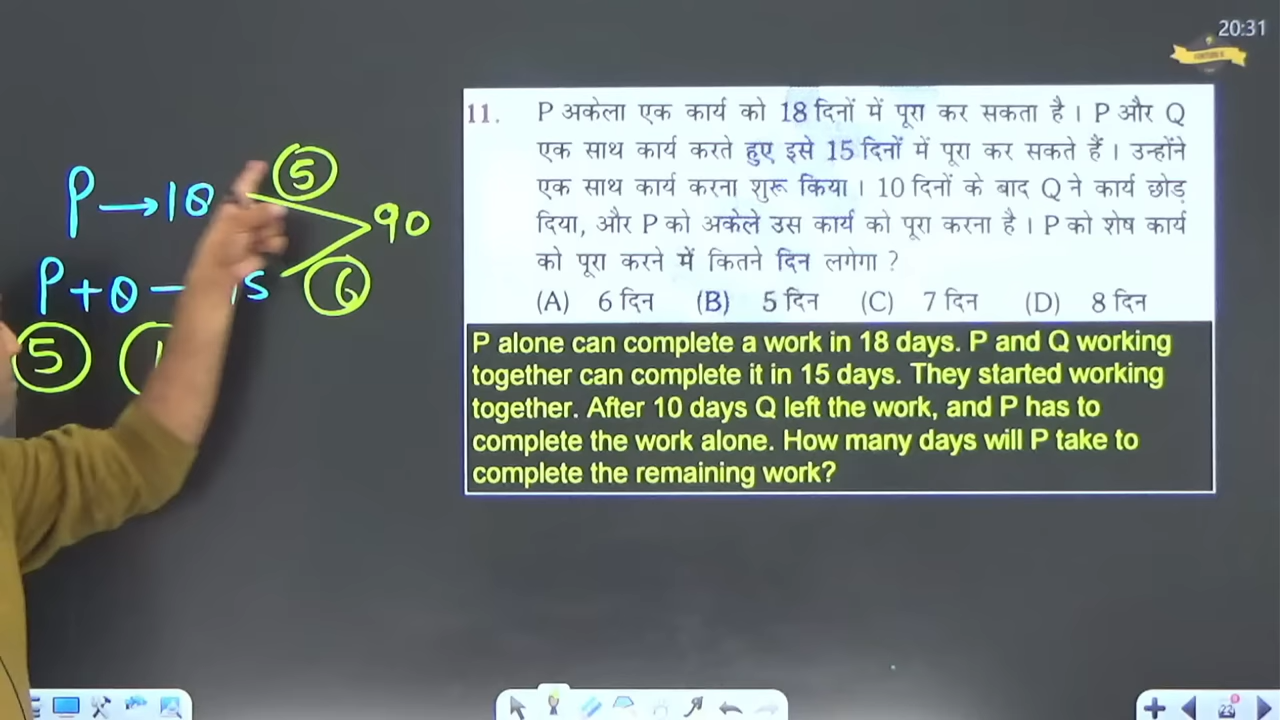 20:31
P→18 5
90
P+Q – 15 6
5 1
11. P अकेला एक कार्य को 18 दिनों में पूरा कर सकता है। P और Q
एक साथ कार्य करते हुए इसे 15 दिनों में पूरा कर सकते हैं। उन्होंने
एक साथ कार्य करना शुरू किया। 10 दिनों के बाद Q ने कार्य छोड़
दिया, और P को अकेले उस कार्य को पूरा करना है। P को शेष कार्य
को पूरा करने में कितने दिन लगेगा ?
(A) 6 दिन (B) 5 दिन (C) 7 दिन (D) 8 दिन
P alone can complete a work in 18 days. P and Q working
together can complete it in 15 days. They started working
together. After 10 days Q left the work, and P has to
complete the work alone. How many days will P take to
complete the remaining work?
23